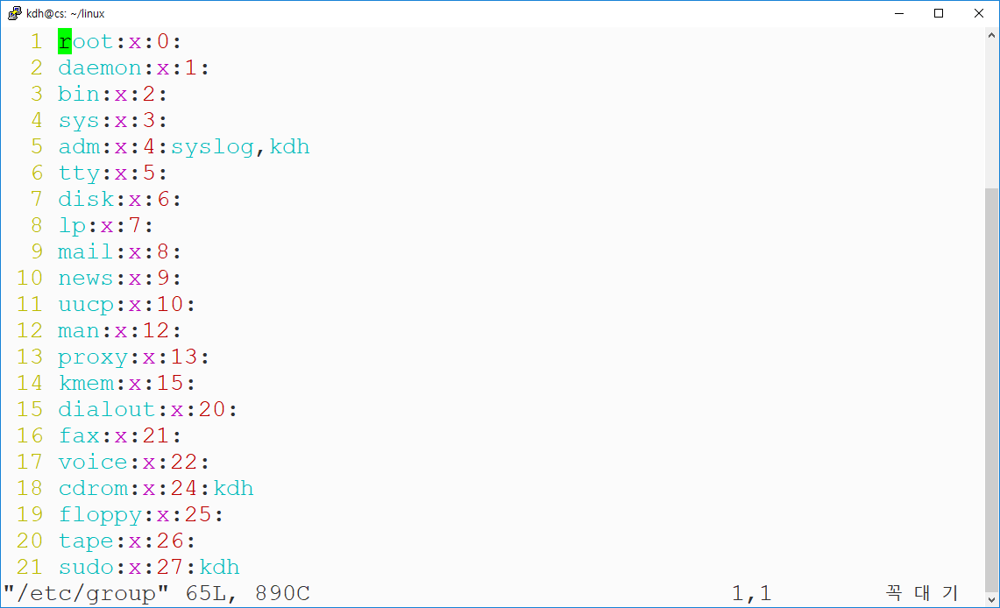 kdh@cs: ~/linux
1 root:x:0:
2 daemon:x:1:
3 bin:x:2:
4 sys:x:3:
5 adm:x:4:syslog,kdh
6 tty:x:5:
7 disk:x:6:
8 lp:x:7:
9 mail:x:8:
10 news:x:9:
11 uucp:x:10:
12 man:x:12:
13 proxy:x:13:
14 kmem:x:15:
15 dialout:x:20:
16 fax:x:21:
17 voice:x:22:
18 cdrom:x:24:kdh
19 floppy:x:25:
20 tape:x:26:
21 sudo:x:27:kdh
"/etc/group" 65L, 890C 1,1 꼭 대 기